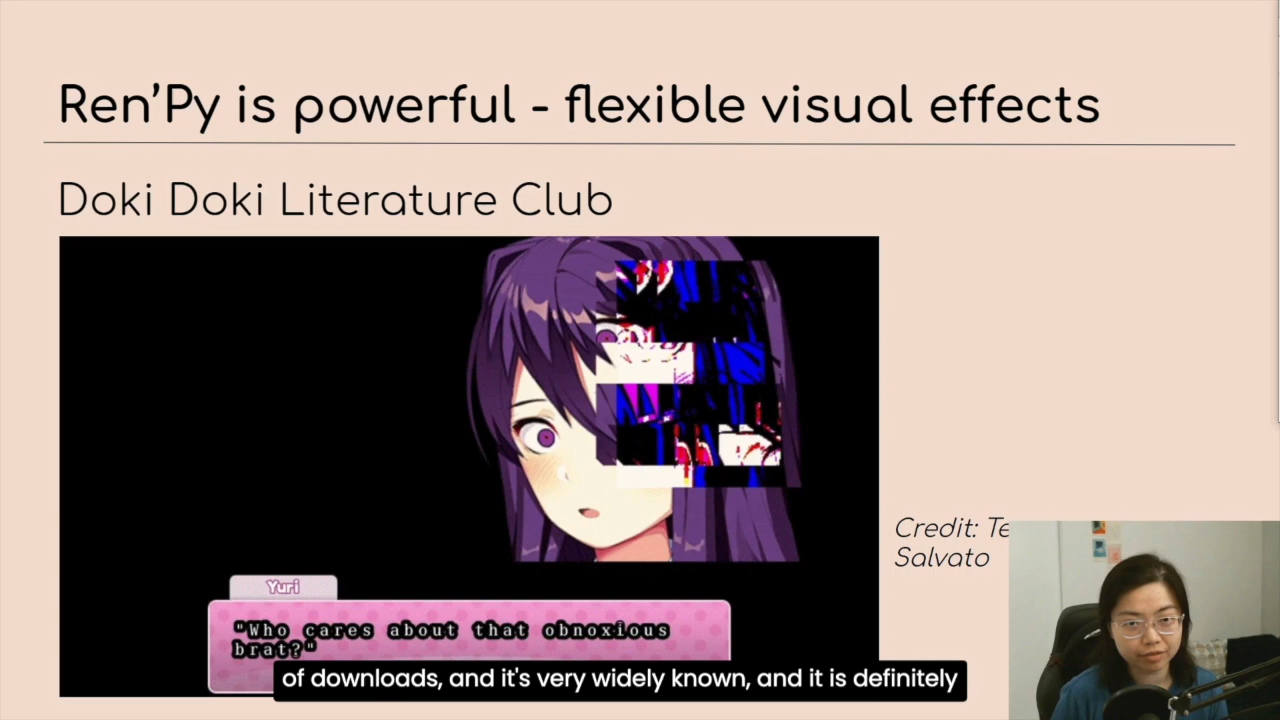 Ren'Py is powerful - flexible visual effects
Doki Doki Literature Club
Credit: Te
Salvato
Yuri
"Who cares about that obnoxious
brat?"
of downloads, and it's very widely known, and it is definitely